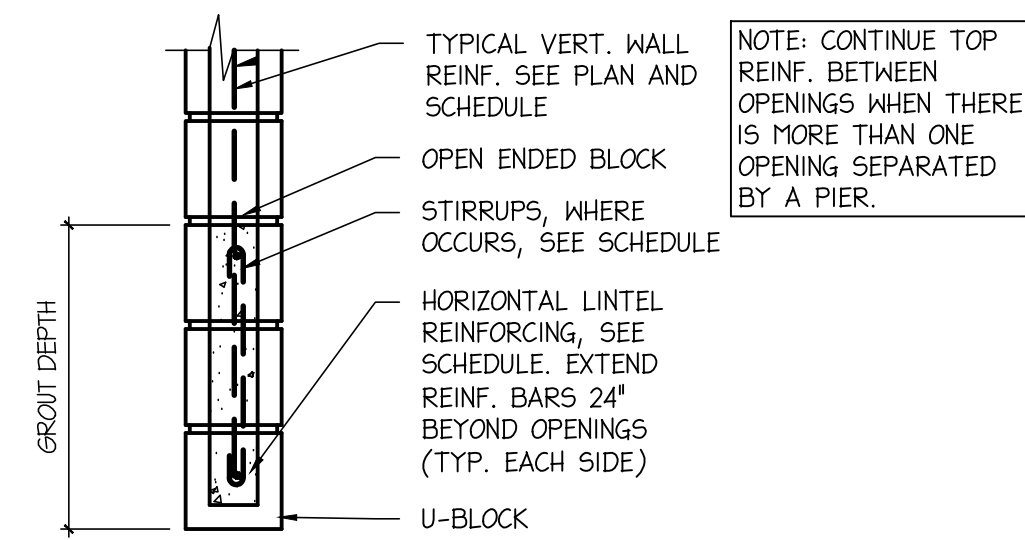 TYPICAL VERT. WALL
REINF. SEE PLAN AND
SCHEDULE
OPEN ENDED BLOCK
STIRRUPS, WHERE
OCCURS, SEE SCHEDULE
HORIZONTAL LINTEL
REINFORCING, SEE
SCHEDULE. EXTEND
REINF. BARS 24"
BEYOND OPENINGS
(TYP. EACH SIDE)
U-BLOCK
GROUT DEPTH
NOTE: CONTINUE TOP
REINF. BETWEEN
OPENINGS WHEN THERE
IS MORE THAN ONE
OPENING SEPARATED
BY A PIER.